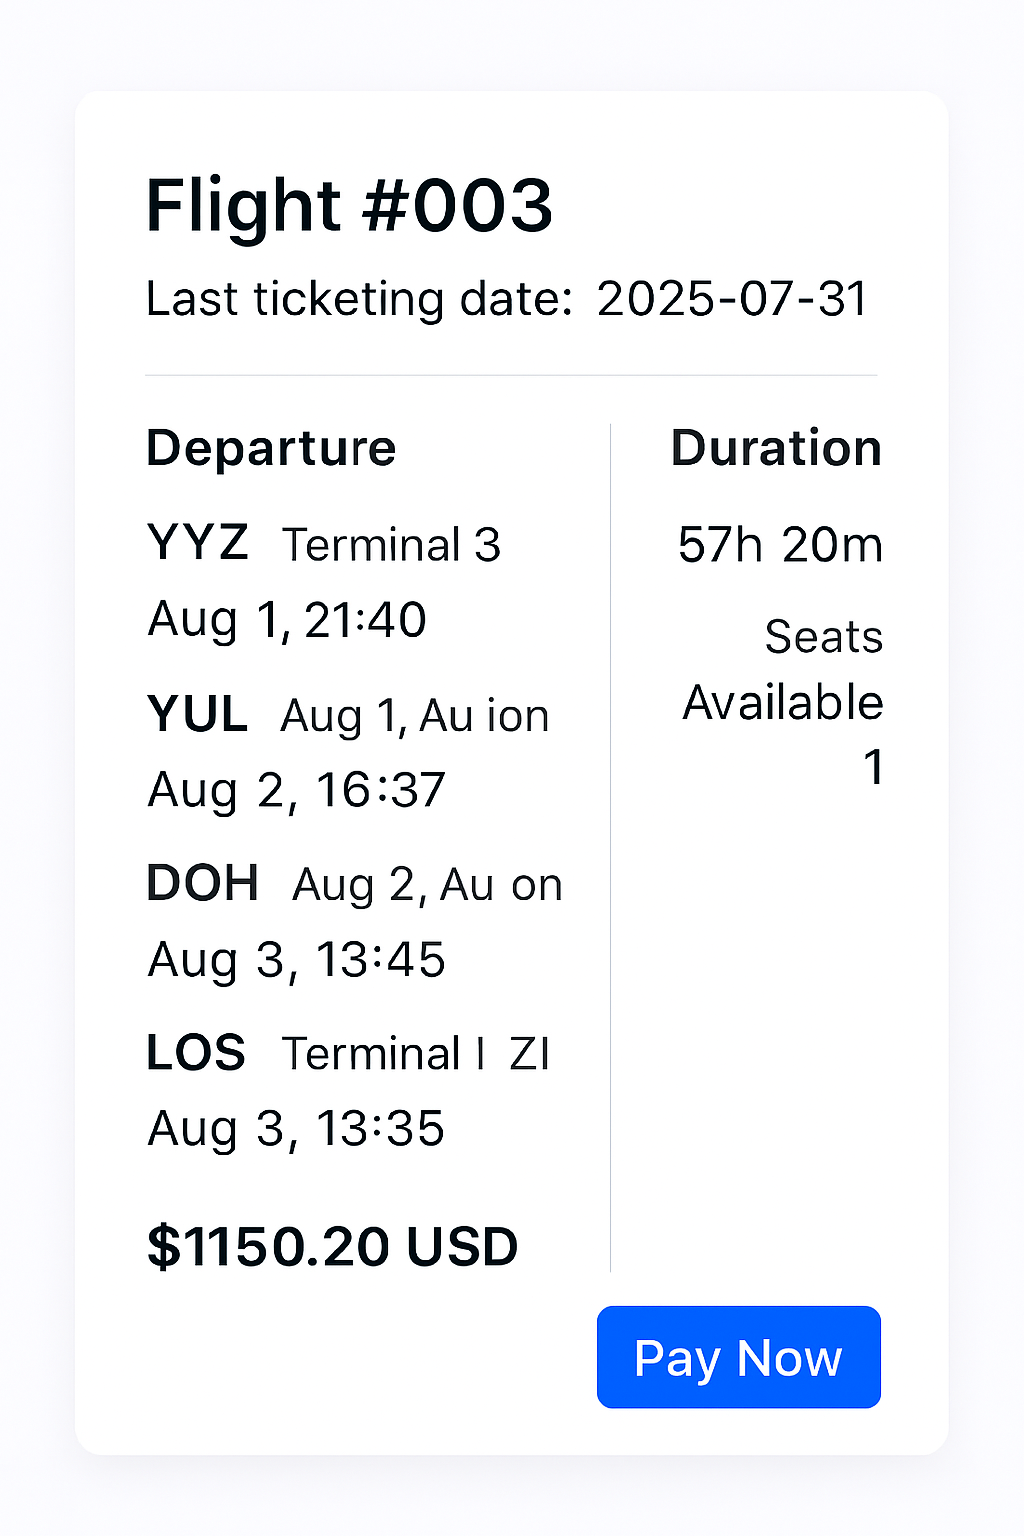 Flight #003
Last ticketing date: 2025-07-31
Departure
YYZ Terminal 3
Aug 1, 21:40
YUL Aug 1, Au ion
Aug 2, 16:37
DOH Aug 2, Au on
Aug 3, 13:45
LOS Terminal I ZI
Aug 3, 13:35
$1150.20 USD
Duration
57h 20m
Seats
Available
1
Pay Now